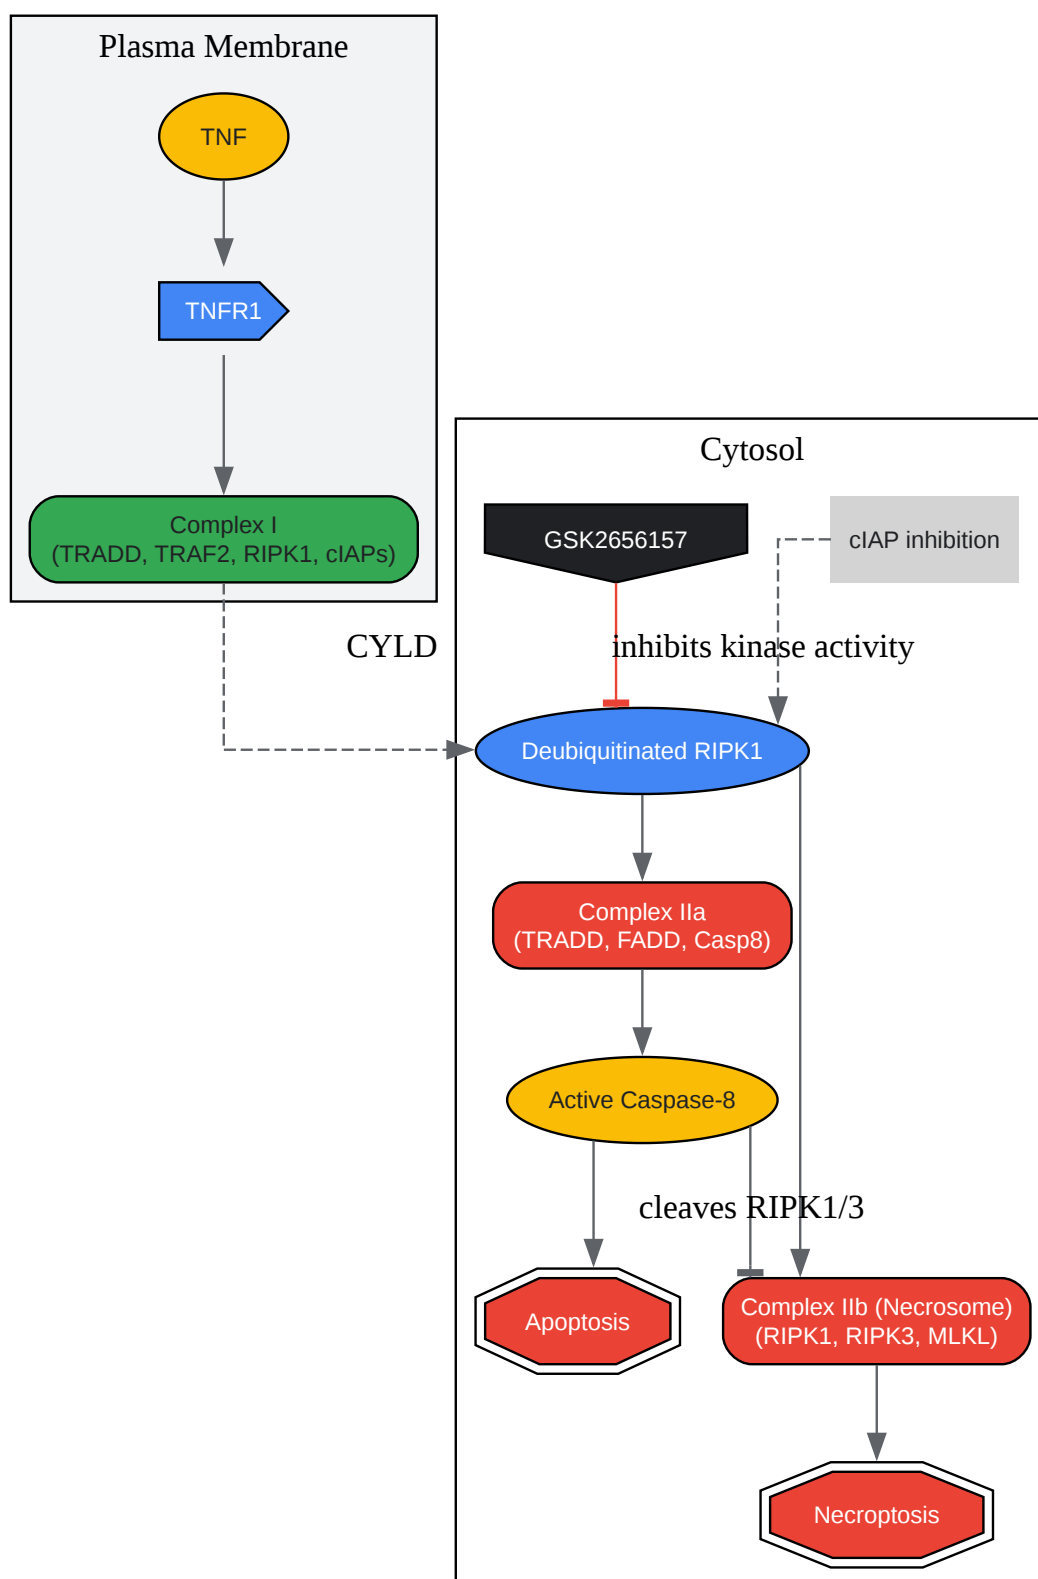 Plasma Membrane
TNF
TNFR1
Complex I
(TRADD, TRAF2, RIPK1, cIAPs)
CYLD
Cytosol
GSK2656157
cIAP inhibition
inhibits kinase activity
Deubiquitinated RIPK1
Complex IIa
(TRADD, FADD, Casp8)
Active Caspase-8
cleaves RIPK1/3
Apoptosis
Complex IIb (Necrosome)
(RIPK1, RIPK3, MLKL)
Necroptosis